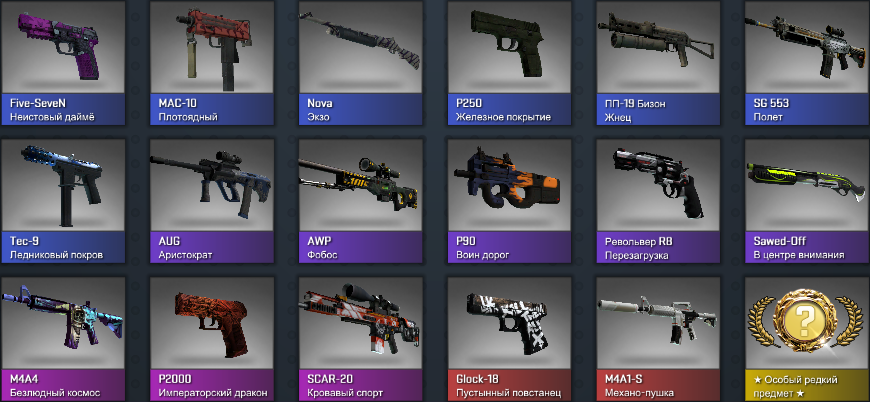 Five-SeveN
Неистовый даймё
MAC-10
Плотоядный
Nova
Экзо
P250
Железное покрытие
ПП-19 Бизон
Жнец
SG 553
Полет
Tec-9
Ледниковый покров
AUG
Аристократ
AWP
Фобос
P90
Воин дорог
Револьвер R8
Перезагрузка
Sawed-Off
В центре внимания
M4A4
Безлюдный космос
P2000
Императорский дракон
SCAR-20
Кровавый спорт
Glock-18
Пустынный повстанец
M4A1-S
Механо-пушка
?
★ Особый редкий
предмет ★